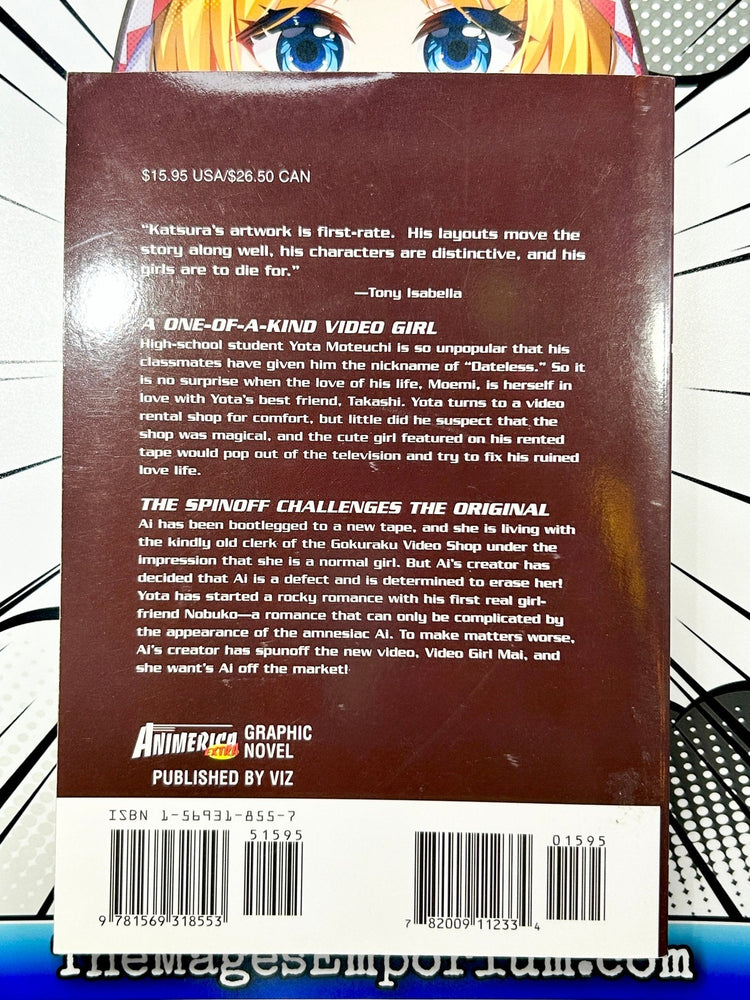 $15.95 USA/$26.50 CAN
“Katsura's artwork is first-rate. His layouts move the
story along well, his characters are distinctive, and his
girls are to die for.”
—Tony Isabella
A ONE-OF-A-KIND VIDEO GIRL
High-school student Yota Moteuchi is so unpopular that his
classmates have given him the nickname of “Dateless.” So it
is no surprise when the love of his life, Moemi, is herself in
love with Yota's best friend, Takashi. Yota turns to a video
rental shop for comfort, but little did he suspect that the
shop was magical, and the cute girl featured on his rented
tape would pop out of the television and try to fix his ruined
love life.
THE SPINOFF CHALLENGES THE ORIGINAL
Ai has been bootlegged to a new tape, and she is living with
the kindly old clerk of the Gokuraku Video Shop under the
impression that she is a normal girl. But Ai's creator has
decided that Ai is a defect and is determined to erase her!
Yota has started a rocky romance with his first real girl-
friend Nobuko—a romance that can only be complicated by
the appearance of the amnesiac Ai. To make matters worse,
Ai's creator has spunoff the new video, Video Girl Mai, and
she want's Ai off the market!
ANIMERICA EXTRA GRAPHIC
NOVEL
PUBLISHED BY VIZ
ISBN 1-56931-855-7
51595
01595
9 781569 318553
7 82009 11233 4
TheMagesEmporium.com